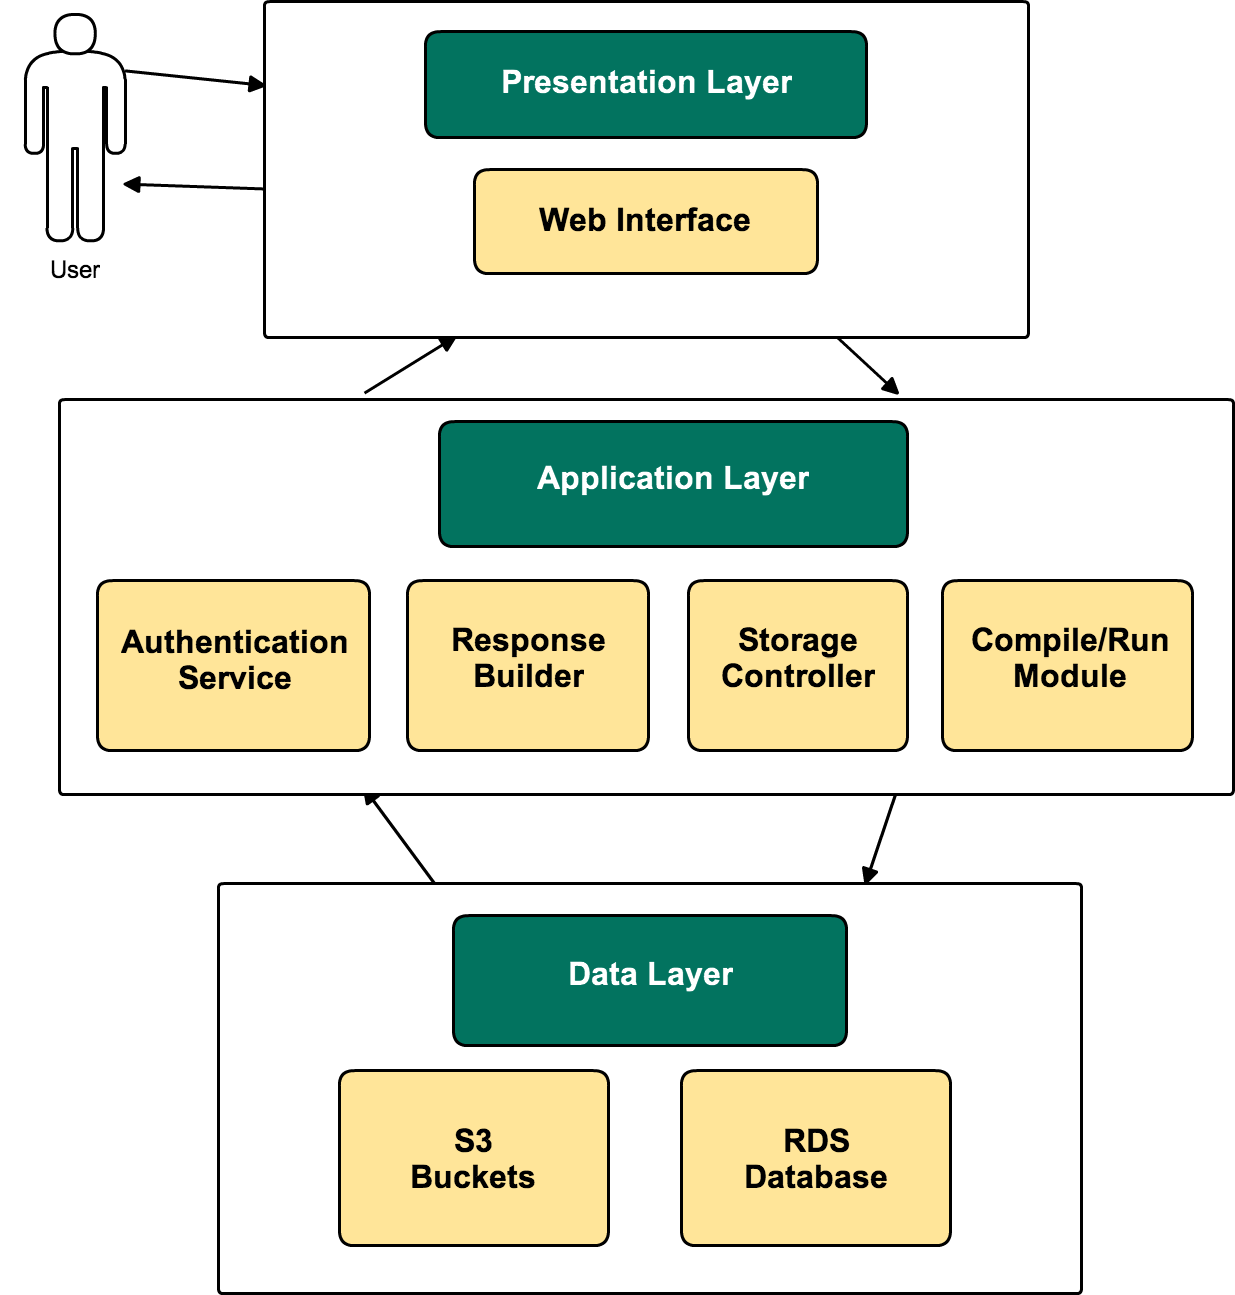 Presentation Layer
Web Interface
User
Application Layer
Authentication
Service
Response
Builder
Storage
Controller
Compile/Run
Module
Data Layer
S3
Buckets
RDS
Database